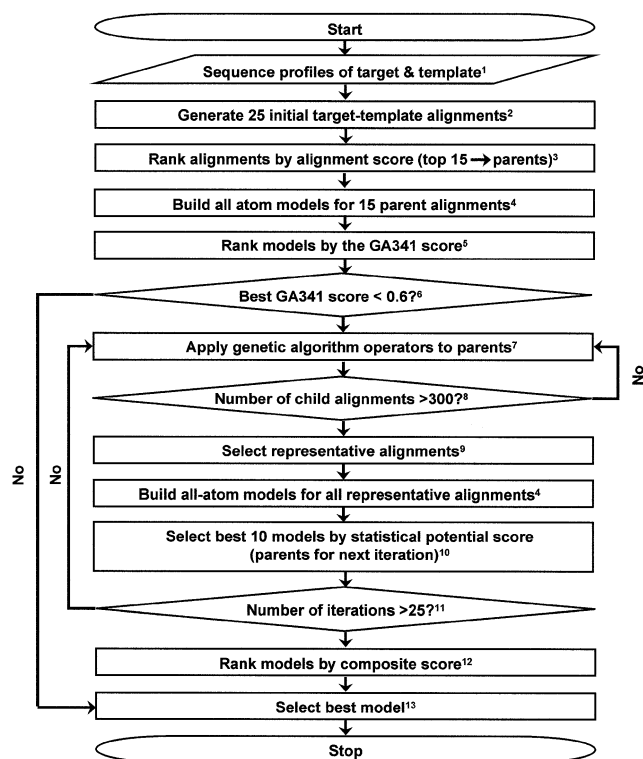 Start
Sequence profiles of target & template¹
Generate 25 initial target-template alignments²
Rank alignments by alignment score (top 15 → parents)³
Build all atom models for 15 parent alignments⁴
Rank models by the GA341 score⁵
Best GA341 score < 0.6?⁶
Apply genetic algorithm operators to parents⁷
No
Number of child alignments >300?⁸
Select representative alignments⁹
No
No
Build all-atom models for all representative alignments⁴
Select best 10 models by statistical potential score
(parents for next iteration)¹⁰
Number of iterations >25?¹¹
Rank models by composite score¹²
Select best model¹³
Stop